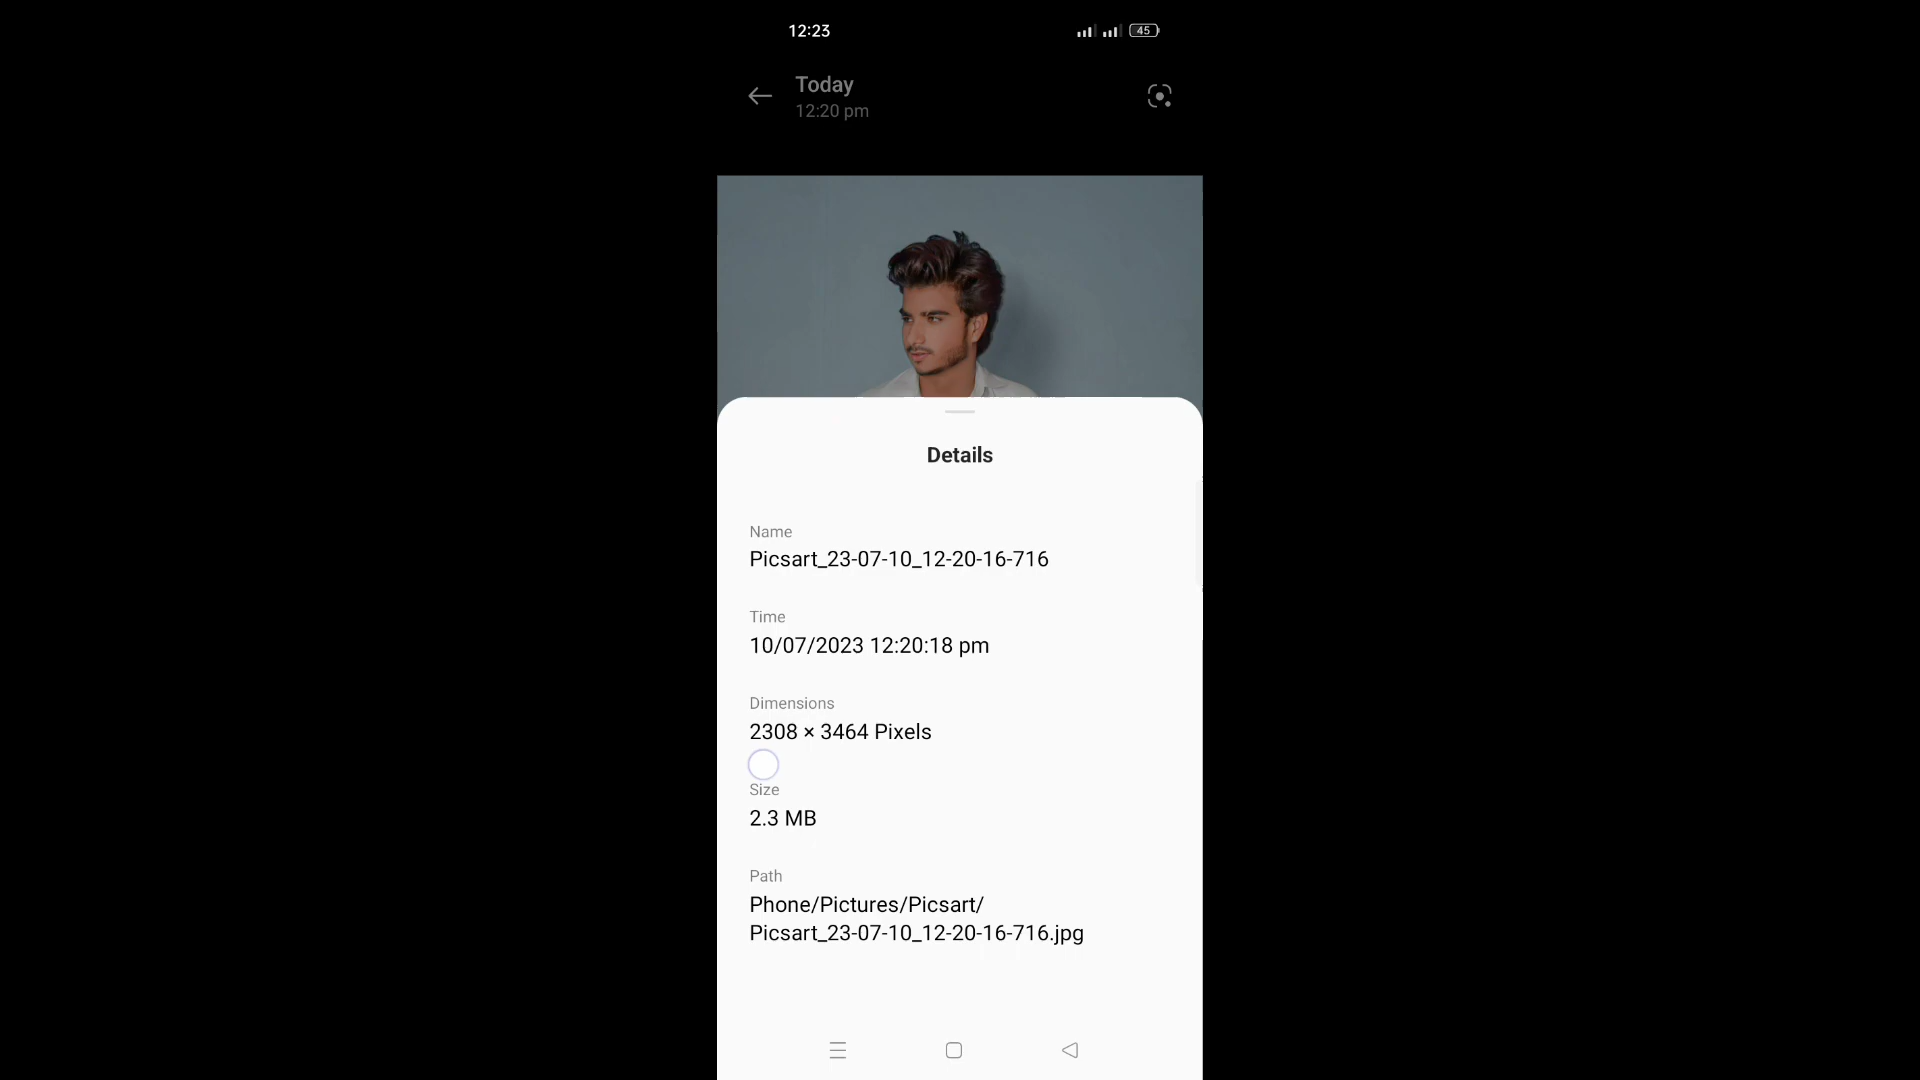 12:23
45
Today
12:20 pm
Details
Name
Picsart_23-07-10_12-20-16-716
Time
10/07/2023 12:20:18 pm
Dimensions
2308 × 3464 Pixels
Size
2.3 MB
Path
Phone/Pictures/Picsart/
Picsart_23-07-10_12-20-16-716.jpg